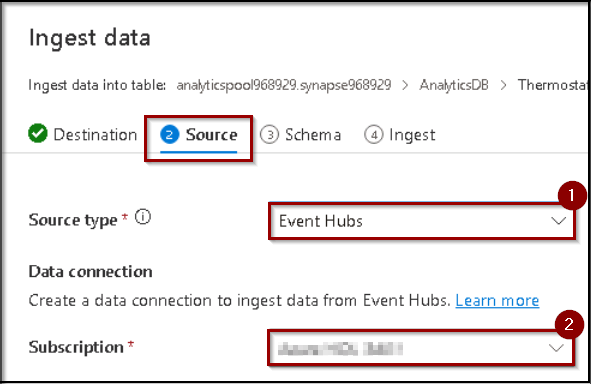 Ingest data
Ingest data into table: analyticspool968929.synapse968929 > AnalyticsDB > Thermostat
Destination 2 Source 3 Schema 4 Ingest
1
Source type * Event Hubs
Data connection
Create a data connection to ingest data from Event Hubs. Learn more
2
Subscription *